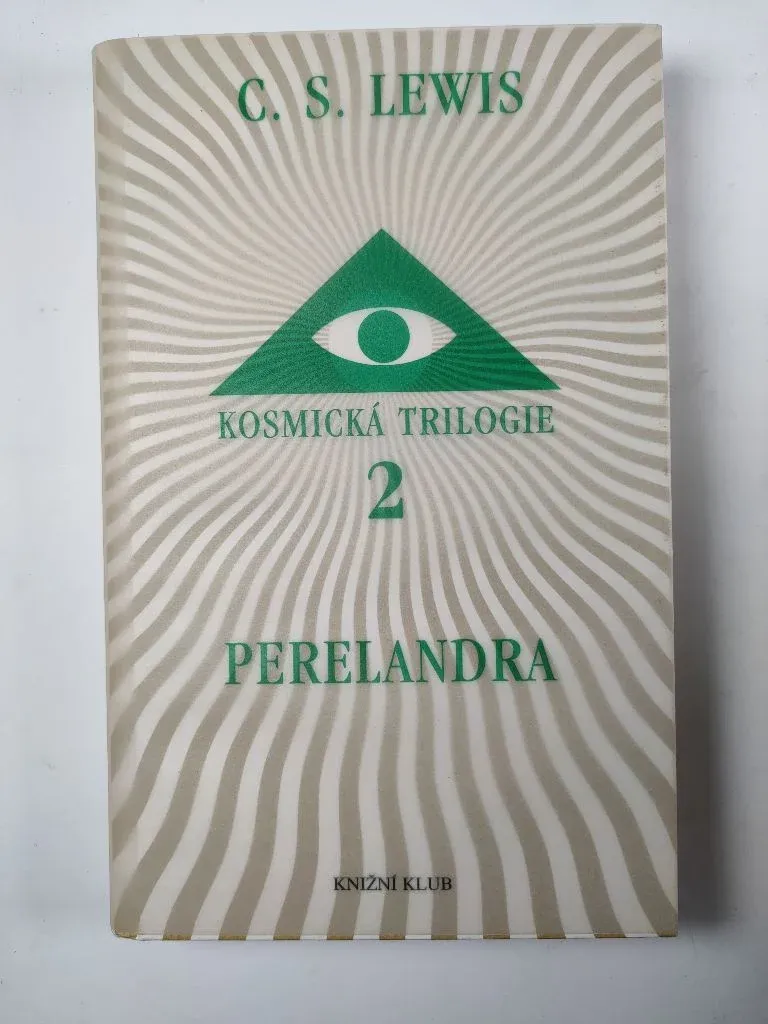 C. S. LEWIS
KOSMICKÁ TRILOGIE
2
PERELANDRA
KNIŽNÍ KLUB